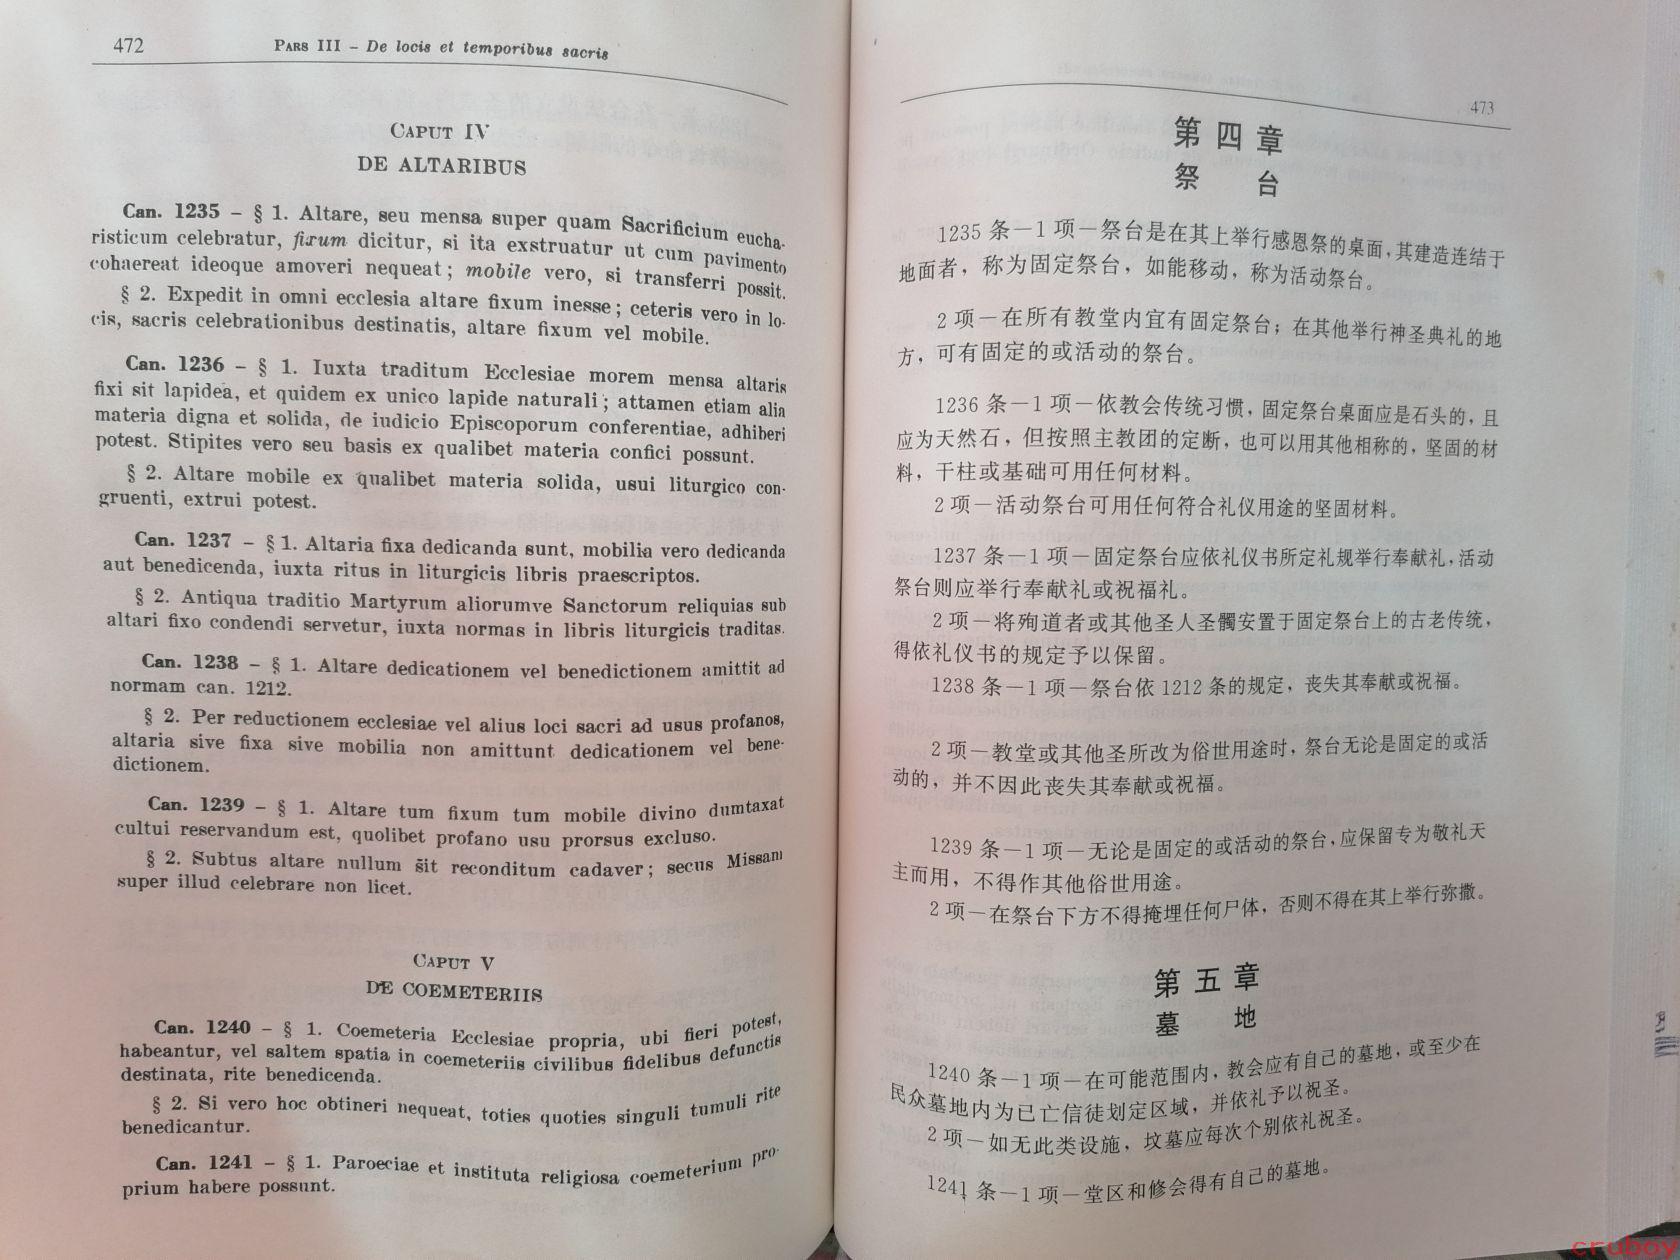 472
PARS III – De locis et temporibus sacris
CAPUT IV
DE ALTARIBUS
Can. 1235 – § 1. Altare, seu mensa super quam Sacrificium eucha-
risticum celebratur, fixum dicitur, si ita exstruatur ut cum pavimento
cohaereat ideoque amoveri nequeat; mobile vero, si transferri possit.
§ 2. Expedit in omni ecclesia altare fixum inesse; ceteris vero in lo-
cis, sacris celebrationibus destinatis, altare fixum vel mobile.
Can. 1236 – § 1. Iuxta traditum Ecclesiae morem mensa altaris
fixi sit lapidea, et quidem ex unico lapide naturali; attamen etiam alia
materia digna et solida, de iudicio Episcoporum conferentiae, adhiberi
potest. Stipites vero seu basis ex qualibet materia confici possunt.
§ 2. Altare mobile ex qualibet materia solida, usui liturgico con-
gruenti, extrui potest.
Can. 1237 – § 1. Altaria fixa dedicanda sunt, mobilia vero dedicanda
aut benedicenda, iuxta ritus in liturgicis libris praescriptos.
§ 2. Antiqua traditio Martyrum aliorumve Sanctorum reliquias sub
altari fixo condendi servetur, iuxta normas in libris liturgicis traditas.
Can. 1238 – § 1. Altare dedicationem vel benedictionem amittit ad
normam can. 1212.
§ 2. Per reductionem ecclesiae vel alius loci sacri ad usus profanos,
altaria sive fixa sive mobilia non amittunt dedicationem vel bene-
dictionem.
Can. 1239 – § 1. Altare tum fixum tum mobile divino dumtaxat
cultui reservandum est, quolibet profano usu prorsus excluso.
§ 2. Subtus altare nullum sit reconditum cadaver; secus Missam
super illud celebrare non licet.
CAPUT V
DE COEMETERIIS
Can. 1240 – § 1. Coemeteria Ecclesiae propria, ubi fieri potest,
habeantur, vel saltem spatia in coemeteriis civilibus fidelibus defunctis
destinata, rite benedicenda.
§ 2. Si vero hoc obtineri nequeat, toties quoties singuli tumuli rite
benedicantur.
Can. 1241 – § 1. Paroeciae et instituta religiosa coemeterium pro-
prium habere possunt.
473
第四章
祭 台
1235 条－1 项－祭台是在其上举行感恩祭的桌面，其建造连结于
地面者，称为固定祭台，如能移动，称为活动祭台。
2 项－在所有教堂内宜有固定祭台；在其他举行神圣典礼的地
方，可有固定的或活动的祭台。
1236 条－1 项－依教会传统习惯，固定祭台桌面应是石头的，且
应为天然石，但按照主教团的定断，也可以用其他相称的，坚固的材
料，干柱或基础可用任何材料。
2 项－活动祭台可用任何符合礼仪用途的坚固材料。
1237 条－1 项－固定祭台应依礼仪书所定礼规举行奉献礼，活动
祭台则应举行奉献礼或祝福礼。
2 项－将殉道者或其他圣人圣髑安置于固定祭台上的古老传统，
得依礼仪书的规定予以保留。
1238 条－1 项－祭台依 1212 条的规定，丧失其奉献或祝福。
2 项－教堂或其他圣所改为俗世用途时，祭台无论是固定的或活
动的，并不因此丧失其奉献或祝福。
1239 条－1 项－无论是固定的或活动的祭台，应保留专为敬礼天
主而用，不得作其他俗世用途。
2 项－在祭台下方不得掩埋任何尸体，否则不得在其上举行弥撒。
第五章
墓 地
1240 条－1 项－在可能范围内，教会应有自己的墓地，或至少在
民众墓地内为已亡信徒划定区域，并依礼予以祝圣。
2 项－如无此类设施，坟墓应每次个别依礼祝圣。
1241 条－1 项－堂区和修会得有自己的墓地。
cruboy